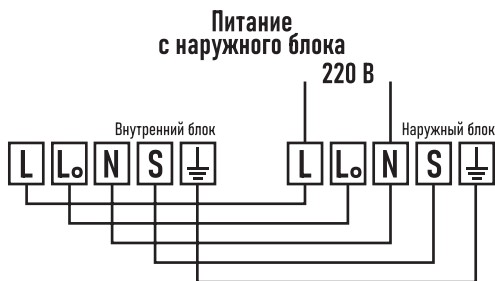 Питание
с наружного блока
220 В
Внутренний блок
Наружный блок
L Lo N S
L Lo N S